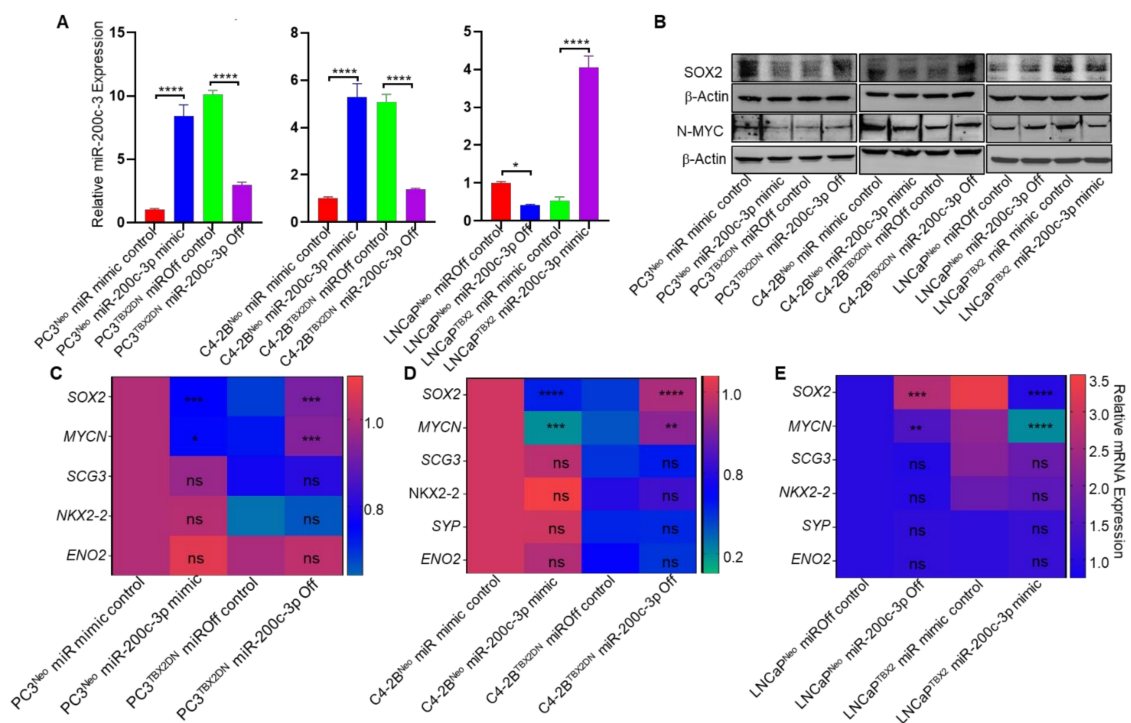 A
Relative miR-200c-3 Expression
15
10
5
0
****
****
PC3Neo miR mimic control
PC3Neo miR-200c-3p mimic
PC3TBX2DN miROff control
PC3TBX2DN miR-200c-3p Off
8
6
4
2
0
****
****
C4-2BNeo miR mimic control
C4-2BNeo miR-200c-3p mimic
C4-2BTBX2DN miROff control
C4-2BTBX2DN miR-200c-3p Off
5
4
3
2
1
0
*
****
LNCaPNeo miROff control
LNCaPNeo miR-200c-3p Off
LNCaPTBX2 miR mimic control
LNCaPTBX2 miR-200c-3p mimic
B
SOX2
β-Actin
N-MYC
β-Actin
PC3Neo miR mimic control
PC3Neo miR-200c-3p mimic
PC3TBX2DN miROff control
PC3TBX2DN miR-200c-3p Off
C4-2BNeo miR mimic control
C4-2BNeo miR-200c-3p mimic
C4-2BTBX2DN miROff control
C4-2BTBX2DN miR-200c-3p Off
LNCaPNeo miROff control
LNCaPNeo miR-200c-3p Off
LNCaPTBX2 miR mimic control
LNCaPTBX2 miR-200c-3p mimic
C
SOX2 *** ***
MYCN * ***
SCG3 ns ns
NKX2-2 ns ns
ENO2 ns ns
1.0
0.8
PC3Neo miR mimic control
PC3Neo miR-200c-3p mimic
PC3TBX2DN miROff control
PC3TBX2DN miR-200c-3p Off
D
SOX2 **** ****
MYCN *** **
SCG3 ns ns
NKX2-2 ns ns
SYP ns ns
ENO2 ns ns
1.0
0.8
0.4
0.2
C4-2BNeo miR mimic control
C4-2BNeo miR-200c-3p mimic
C4-2BTBX2DN miROff control
C4-2BTBX2DN miR-200c-3p Off
E
SOX2 *** ****
MYCN ** ****
SCG3 ns ns
NKX2-2 ns ns
SYP ns ns
ENO2 ns ns
3.5
3.0
2.5
2.0
1.5
1.0
Relative mRNA Expression
LNCaPNeo miROff control
LNCaPNeo miR-200c-3p Off
LNCaPTBX2 miR mimic control
LNCaPTBX2 miR-200c-3p mimic